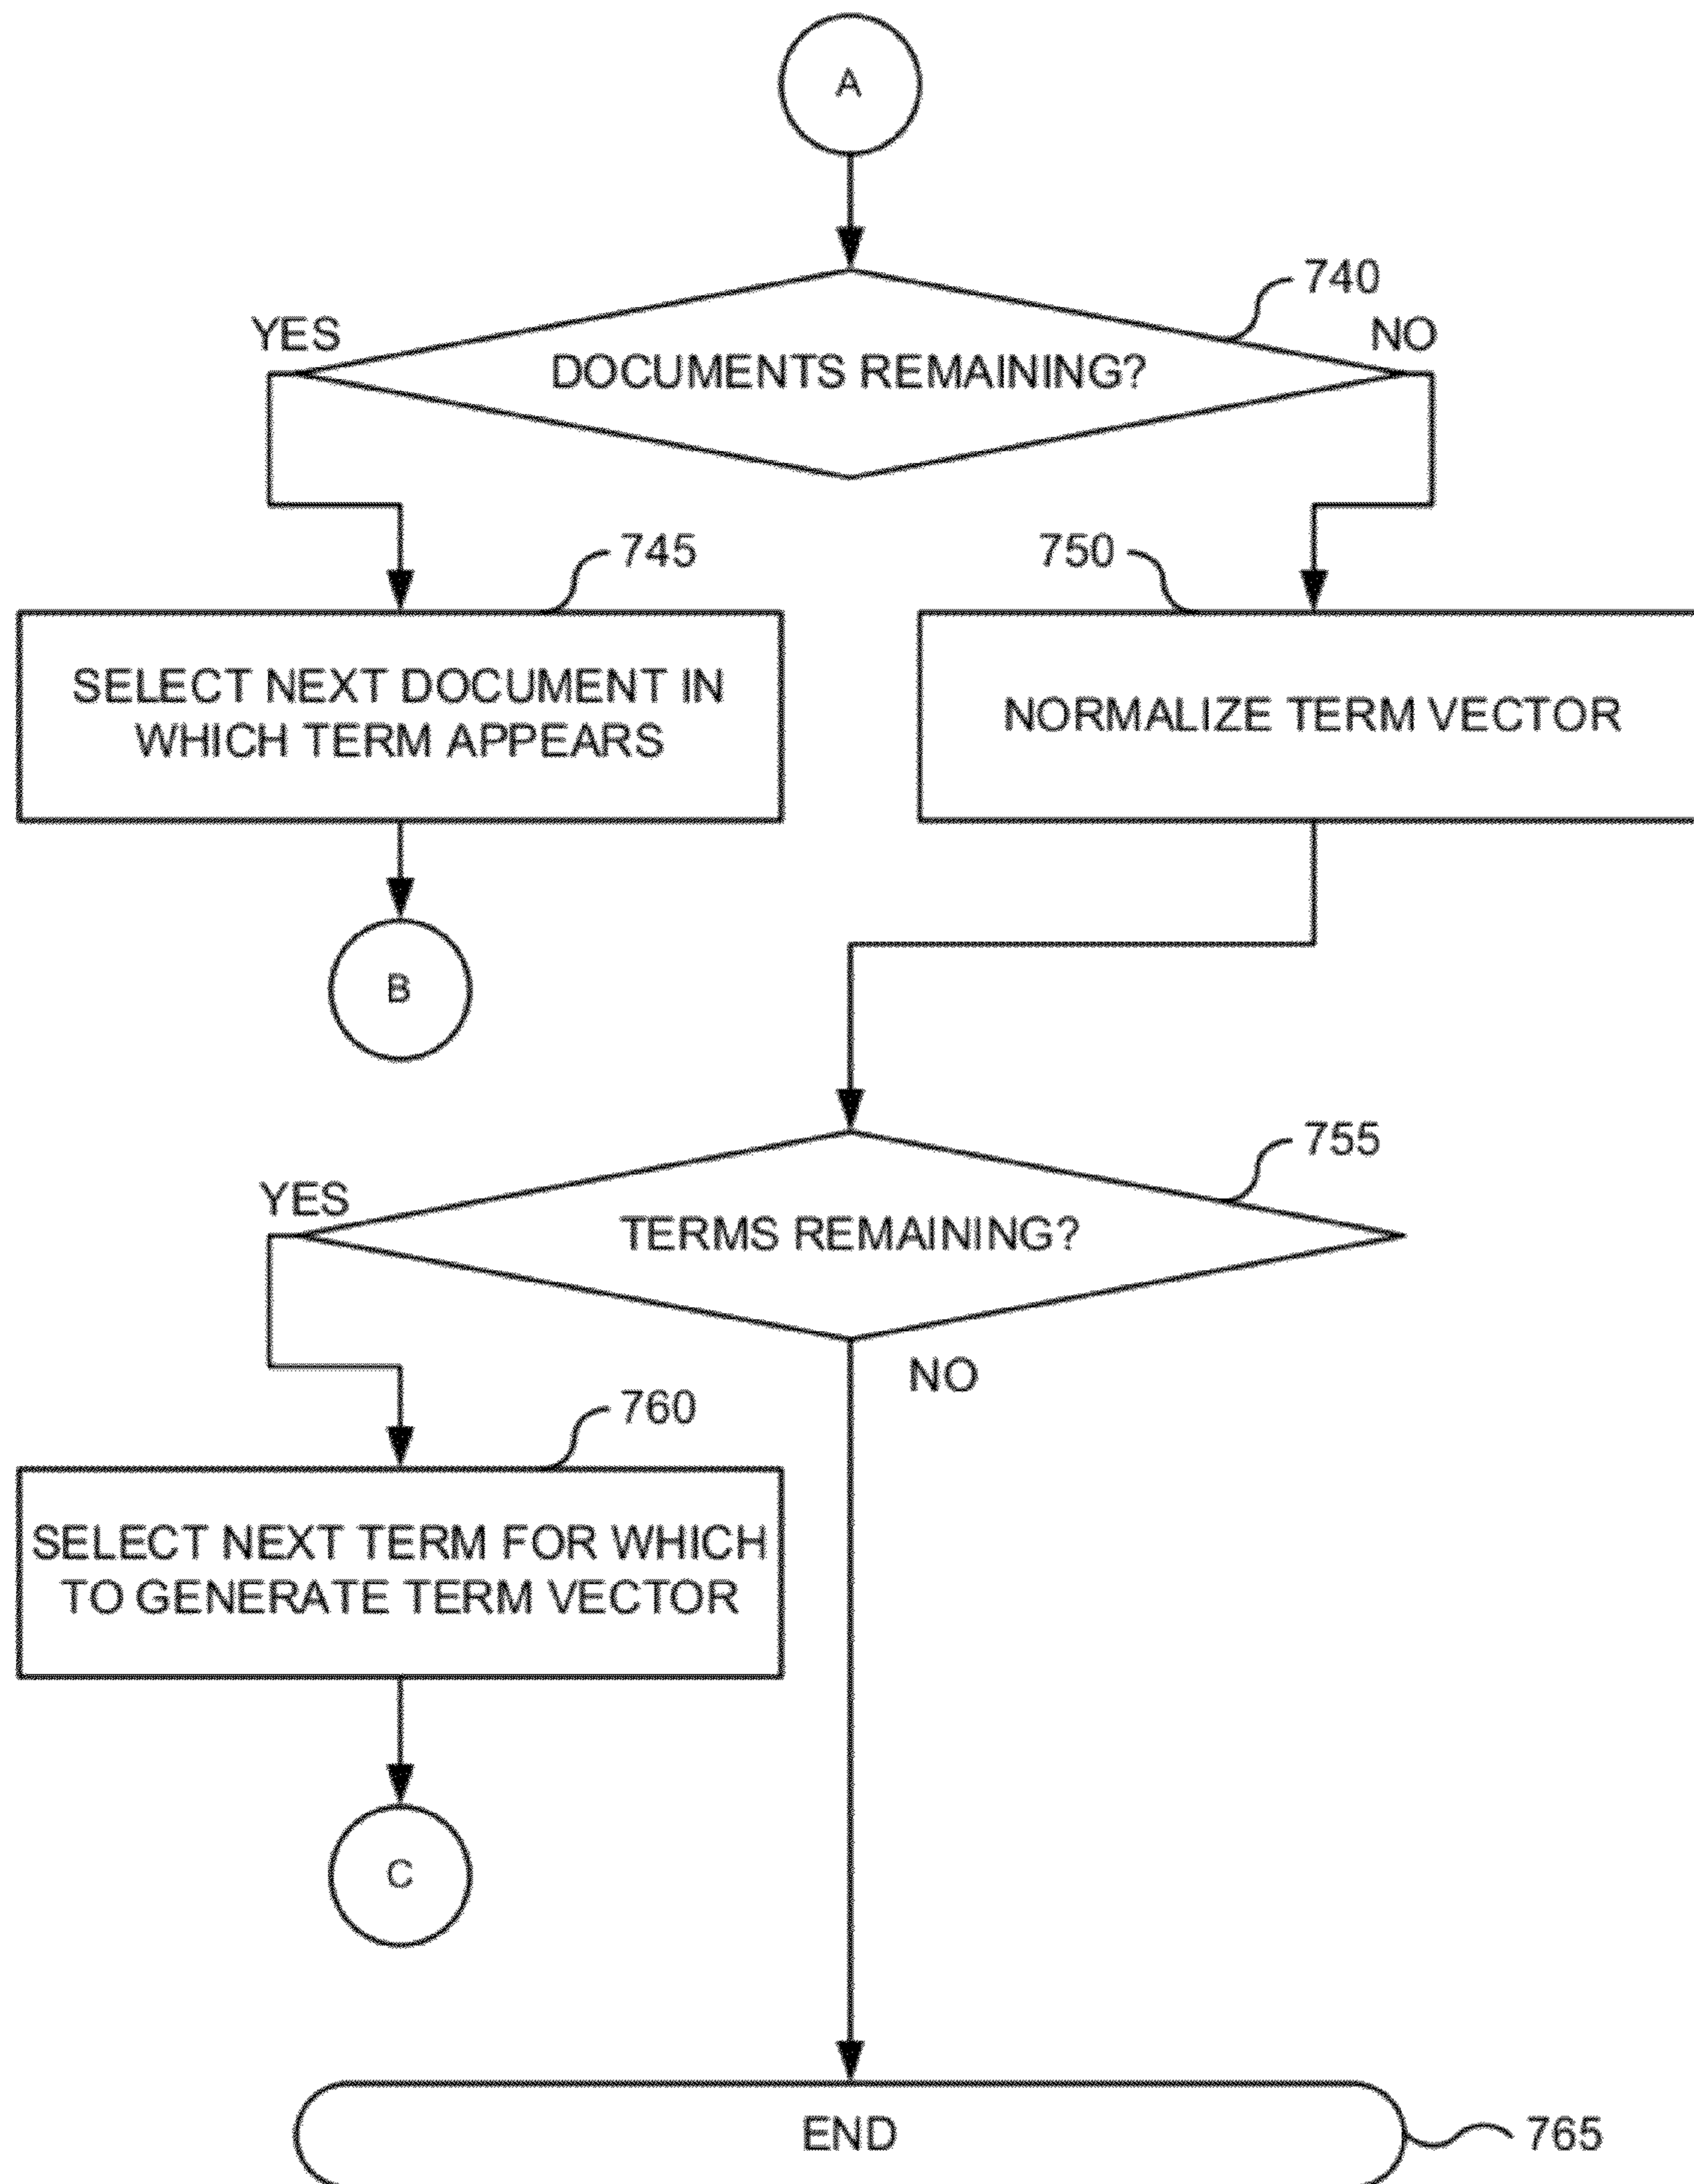 A
740
YES
NO
DOCUMENTS REMAINING?
745
750
SELECT NEXT DOCUMENT IN
WHICH TERM APPEARS
NORMALIZE TERM VECTOR
B
755
YES
TERMS REMAINING?
NO
760
SELECT NEXT TERM FOR WHICH
TO GENERATE TERM VECTOR
C
END
765